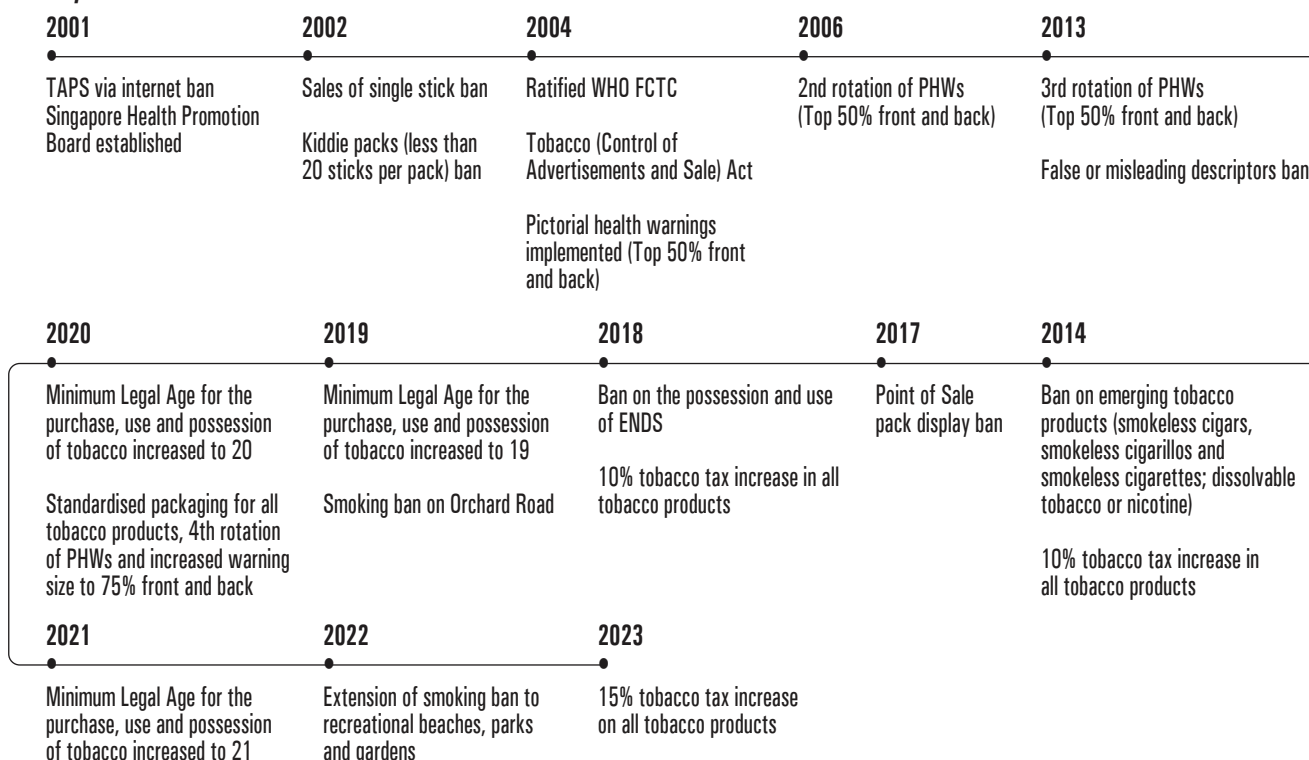 2001
TAPS via internet ban
Singapore Health Promotion
Board established
2002
Sales of single stick ban
Kiddie packs (less than
20 sticks per pack) ban
2004
Ratified WHO FCTC
Tobacco (Control of
Advertisements and Sale) Act
Pictorial health warnings
implemented (Top 50% front
and back)
2006
2nd rotation of PHWs
(Top 50% front and back)
2013
3rd rotation of PHWs
(Top 50% front and back)
False or misleading descriptors ban
2020
Minimum Legal Age for the
purchase, use and possession
of tobacco increased to 20
Standardised packaging for all
tobacco products, 4th rotation
of PHWs and increased warning
size to 75% front and back
2019
Minimum Legal Age for the
purchase, use and possession
of tobacco increased to 19
Smoking ban on Orchard Road
2018
Ban on the possession and use
of ENDS
10% tobacco tax increase in all
tobacco products
2017
Point of Sale
pack display ban
2014
Ban on emerging tobacco
products (smokeless cigars,
smokeless cigarillos and
smokeless cigarettes; dissolvable
tobacco or nicotine)
10% tobacco tax increase in
all tobacco products
2021
Minimum Legal Age for the
purchase, use and possession
of tobacco increased to 21
2022
Extension of smoking ban to
recreational beaches, parks
and gardens
2023
15% tobacco tax increase
on all tobacco products